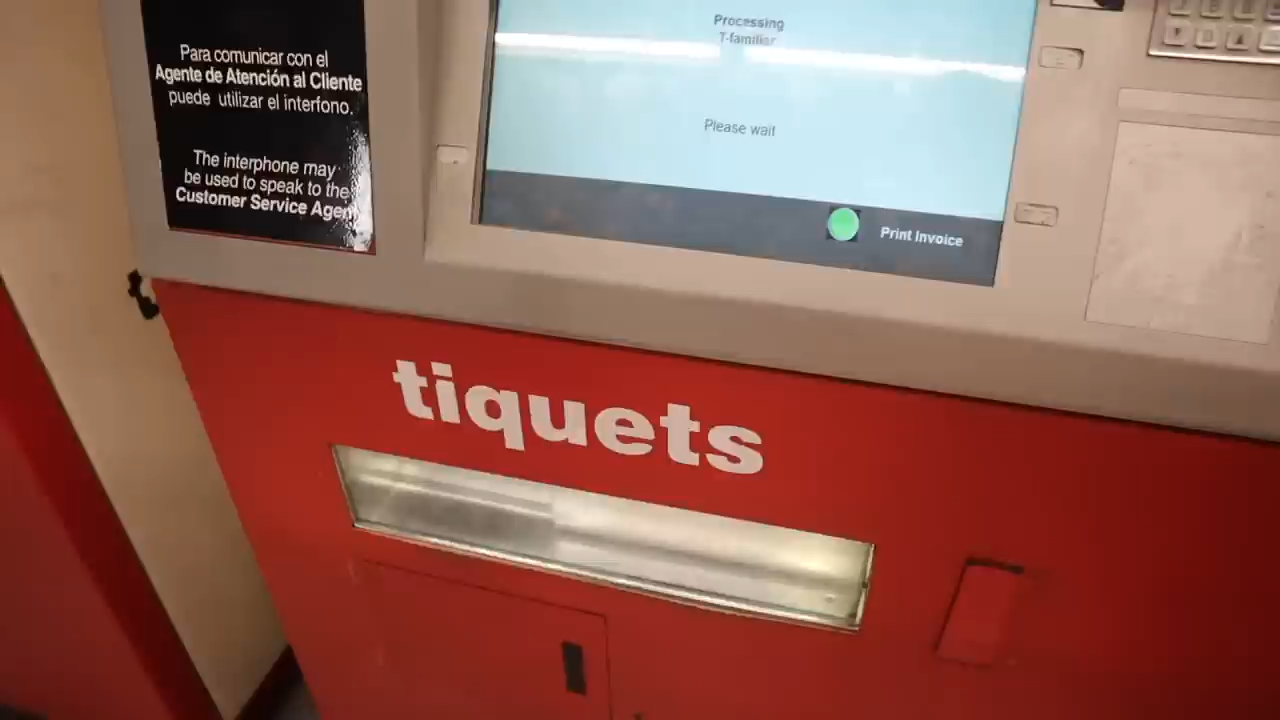 Para comunicar con el
Agente de Atención al Cliente
puede utilizar el interfono.
The interphone may
be used to speak to the
Customer Service Agent
Processing
T-familiar
Please wait
Print Invoice
tiquets